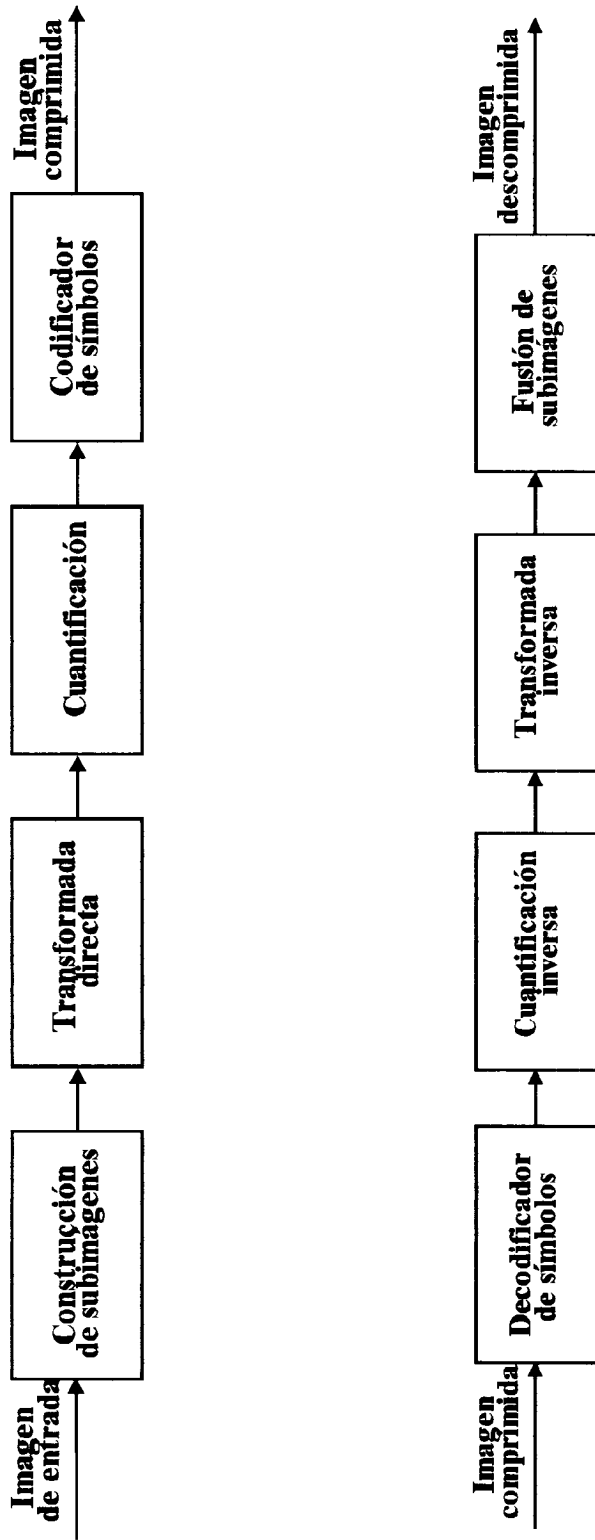 Imagen
de entrada
Construcción
de subimágenes
Transformada
directa
Cuantificación
Codificador
de símbolos
Imagen
comprimida
Imagen
comprimida
Decodificador
de símbolos
Cuantificación
inversa
Transformada
inversa
Fusión de
subimágenes
Imagen
descomprimida